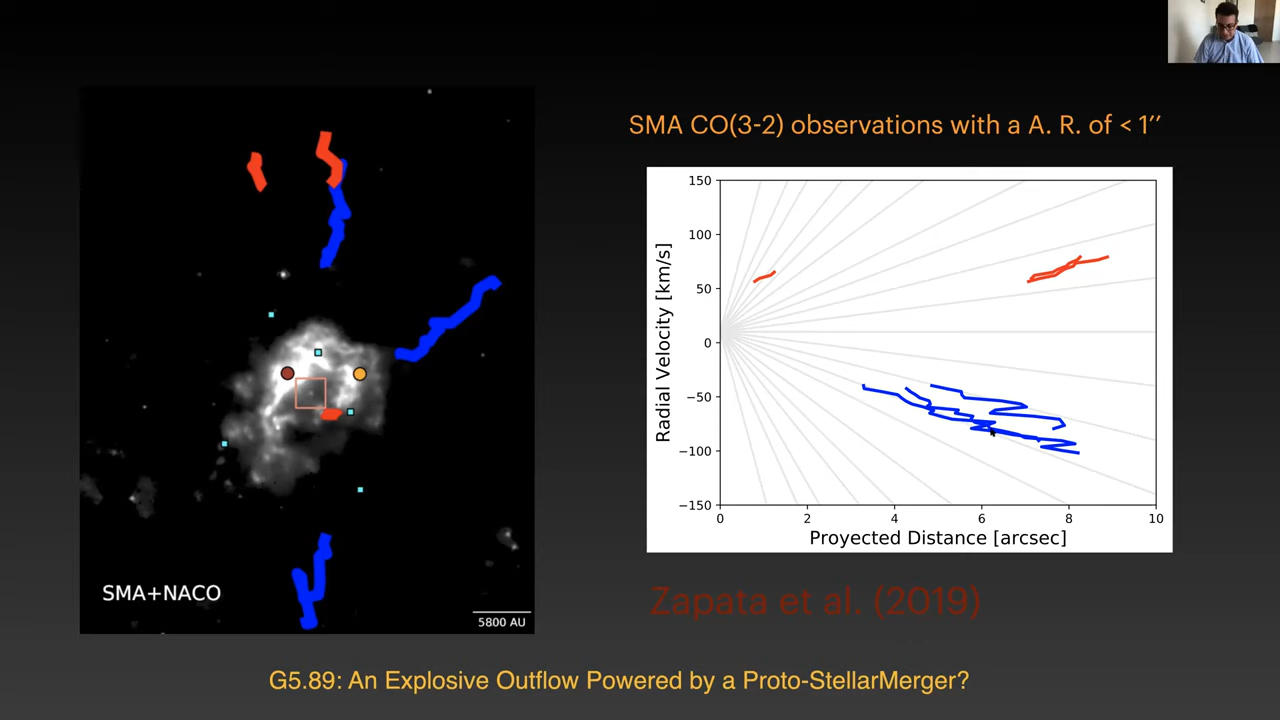 SMA CO(3-2) observations with a A. R. of < 1’’
SMA+NACO
5800 AU
150
100
50
0
−50
−100
−150
Radial Velocity [km/s]
0 2 4 6 8 10
Proyected Distance [arcsec]
Zapata et al. (2019)
G5.89: An Explosive Outflow Powered by a Proto-StellarMerger?